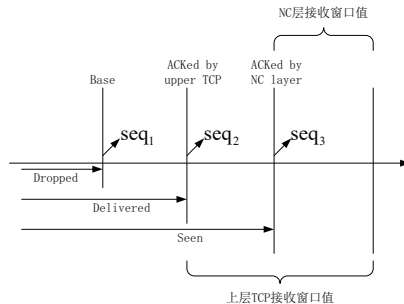 NC层接收窗口值
Base
ACKed by
upper TCP
ACKed by
NC layer
seq1
seq2
seq3
Dropped
Delivered
Seen
上层TCP接收窗口值